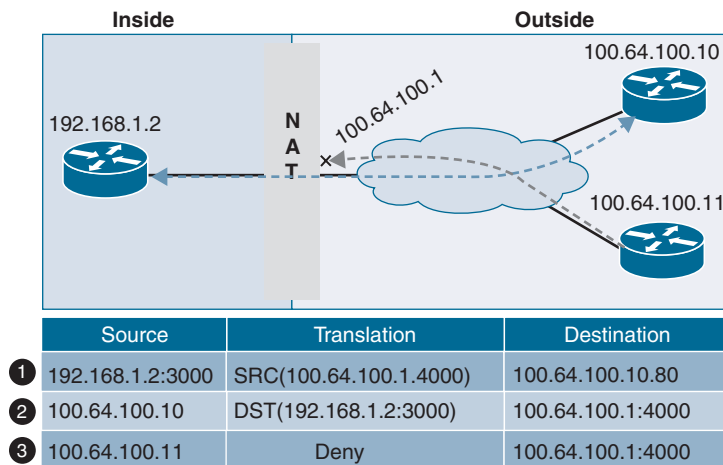 Inside
Outside
100.64.100.10
100.64.100.1
192.168.1.2
N
A
T
100.64.100.11
Source Translation Destination
1 192.168.1.2:3000 SRC(100.64.100.1.4000) 100.64.100.10.80
2 100.64.100.10 DST(192.168.1.2:3000) 100.64.100.1:4000
3 100.64.100.11 Deny 100.64.100.1:4000